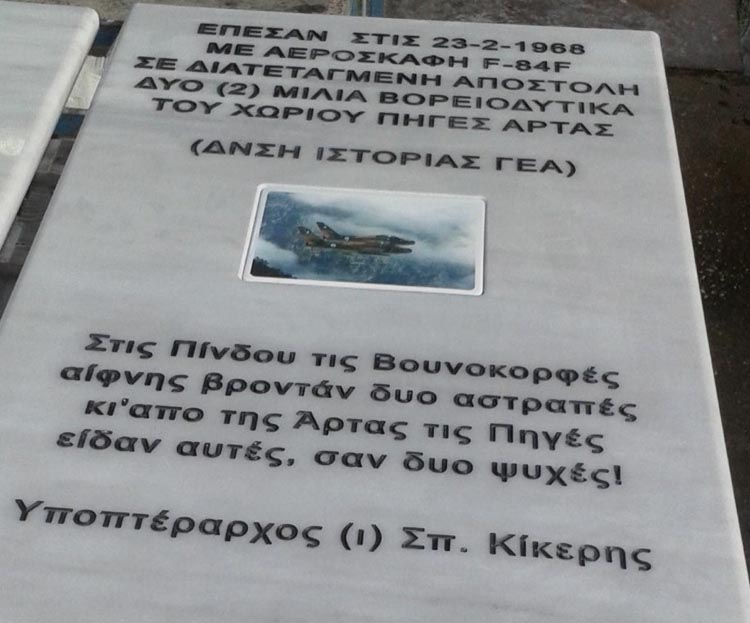 ΕΠΕΣΑΝ ΣΤΙΣ 23-2-1968
ΜΕ ΑΕΡΟΣΚΑΦΗ F-84F
ΣΕ ΔΙΑΤΕΤΑΓΜΕΝΗ ΑΠΟΣΤΟΛΗ
ΔΥΟ (2) ΜΙΛΙΑ ΒΟΡΕΙΟΔΥΤΙΚΑ
ΤΟΥ ΧΩΡΙΟΥ ΠΗΓΕΣ ΑΡΤΑΣ
(ΔΝΣΗ ΙΣΤΟΡΙΑΣ ΓΕΑ)
Στις Πίνδου τις Βουνοκορφές
αίφνης βροντάν δυο αστραπές
κι'απο της Άρτας τις Πηγές
είδαν αυτές, σαν δυο ψυχές!
Υποπτέραρχος (ι) Σπ. Κίκερης